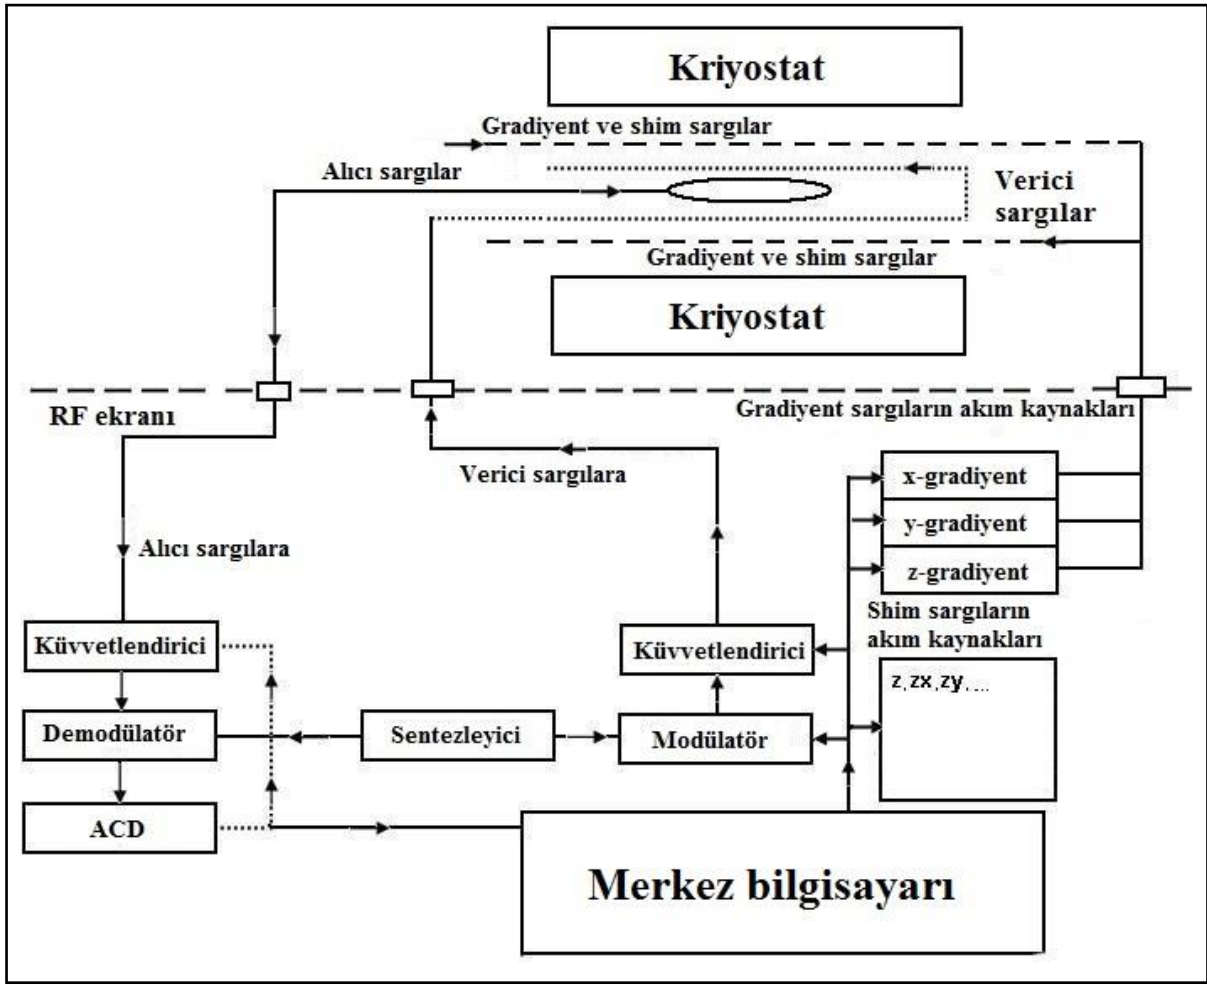 Kriyostat
Gradiyent ve shim sargılar
Alıcı sargılar
Verici
sargılar
Gradiyent ve shim sargılar
Kriyostat
RF ekranı
Gradiyent sargıların akım kaynakları
Verici sargılara
x-gradiyent
y-gradiyent
z-gradiyent
Alıcı sargılara
Shim sargıların
akım kaynakları
z,zx,zy,...
Küvvetlendirici
Küvvetlendirici
Demodülatör
Sentezleyici
Modülatör
ACD
Merkez bilgisayarı